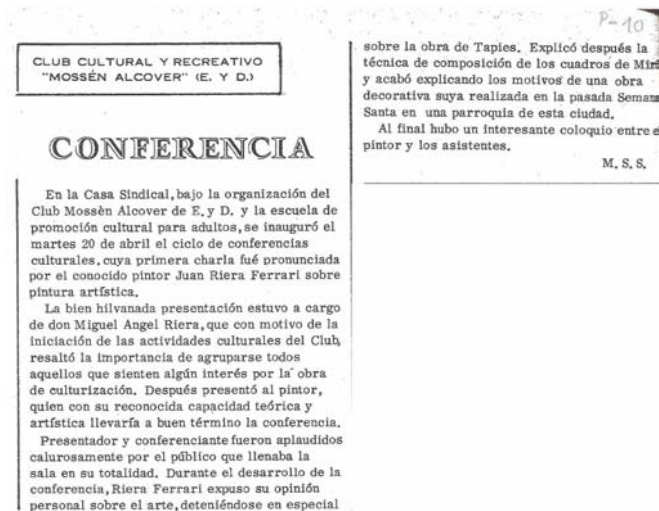 P-10
CLUB CULTURAL Y RECREATIVO
"MOSSÉN ALCOVER" (E. Y D.)
CONFERENCIA
En la Casa Sindical, bajo la organización del
Club Mossèn Alcover de E. y D. y la escuela de
promoción cultural para adultos, se inauguró el
martes 20 de abril el ciclo de conferencias
culturales, cuya primera charla fué pronunciada
por el conocido pintor Juan Riera Ferrari sobre
pintura artística.
La bien hilvanada presentación estuvo a cargo
de don Miguel Angel Riera, que con motivo de la
iniciación de las actividades culturales del Club,
resaltó la importancia de agruparse todos
aquellos que sienten algún interés por la obra
de culturización. Después presentó al pintor,
quien con su reconocida capacidad teórica y
artística llevaría a buen término la conferencia.
Presentador y conferenciante fueron aplaudidos
calurosamente por el público que llenaba la
sala en su totalidad. Durante el desarrollo de la
conferencia, Riera Ferrari expuso su opinión
personal sobre el arte, deteniéndose en especial
sobre la obra de Tapies. Explicó después la
técnica de composición de los cuadros de Miró
y acabó explicando los motivos de una obra
decorativa suya realizada en la pasada Semana
Santa en una parroquia de esta ciudad.
Al final hubo un interesante coloquio entre el
pintor y los asistentes.
M. S. S.